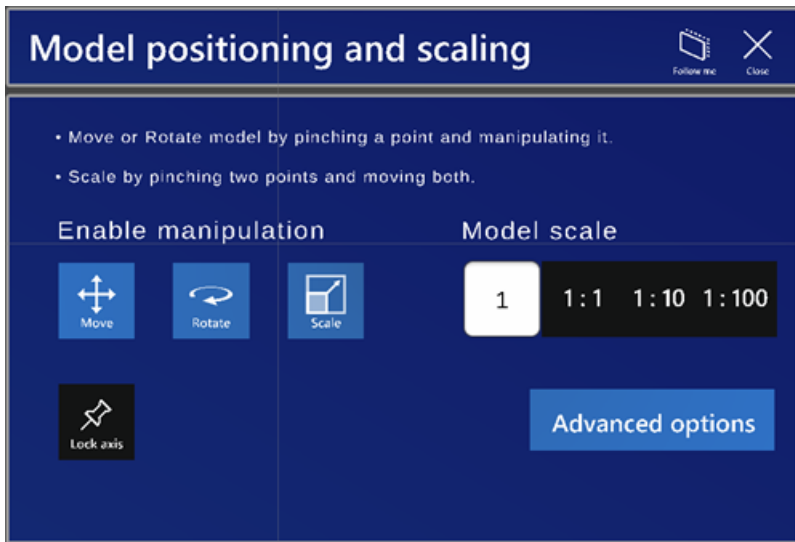 Model positioning and scaling
Follow me
Close
• Move or Rotate model by pinching a point and manipulating it.
• Scale by pinching two points and moving both.
Enable manipulation
Model scale
Move
Rotate
Scale
1
1:1
1:10
1:100
Lock axis
Advanced options